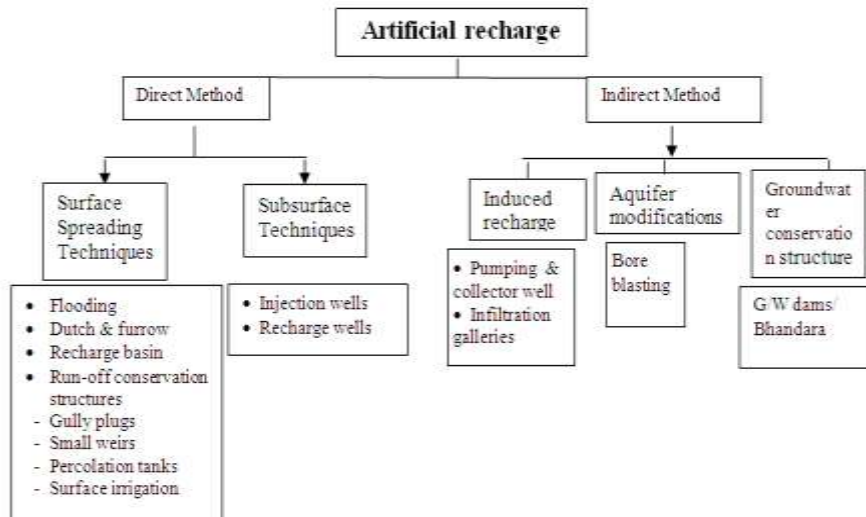 Artificial recharge
Direct Method
Indirect Method
Surface
Spreading
Techniques
Subsurface
Techniques
Induced
recharge
Aquifer
modifications
Groundwat
er
conservatio
n structure
• Flooding
• Dutch & furrow
• Recharge basin
• Run-off conservation
structures
- Gully plugs
- Small weirs
- Percolation tanks
- Surface irrigation
• Injection wells
• Recharge wells
• Pumping &
collector well
• Infiltration
galleries
Bore
blasting
G/W dams/
Bhandara